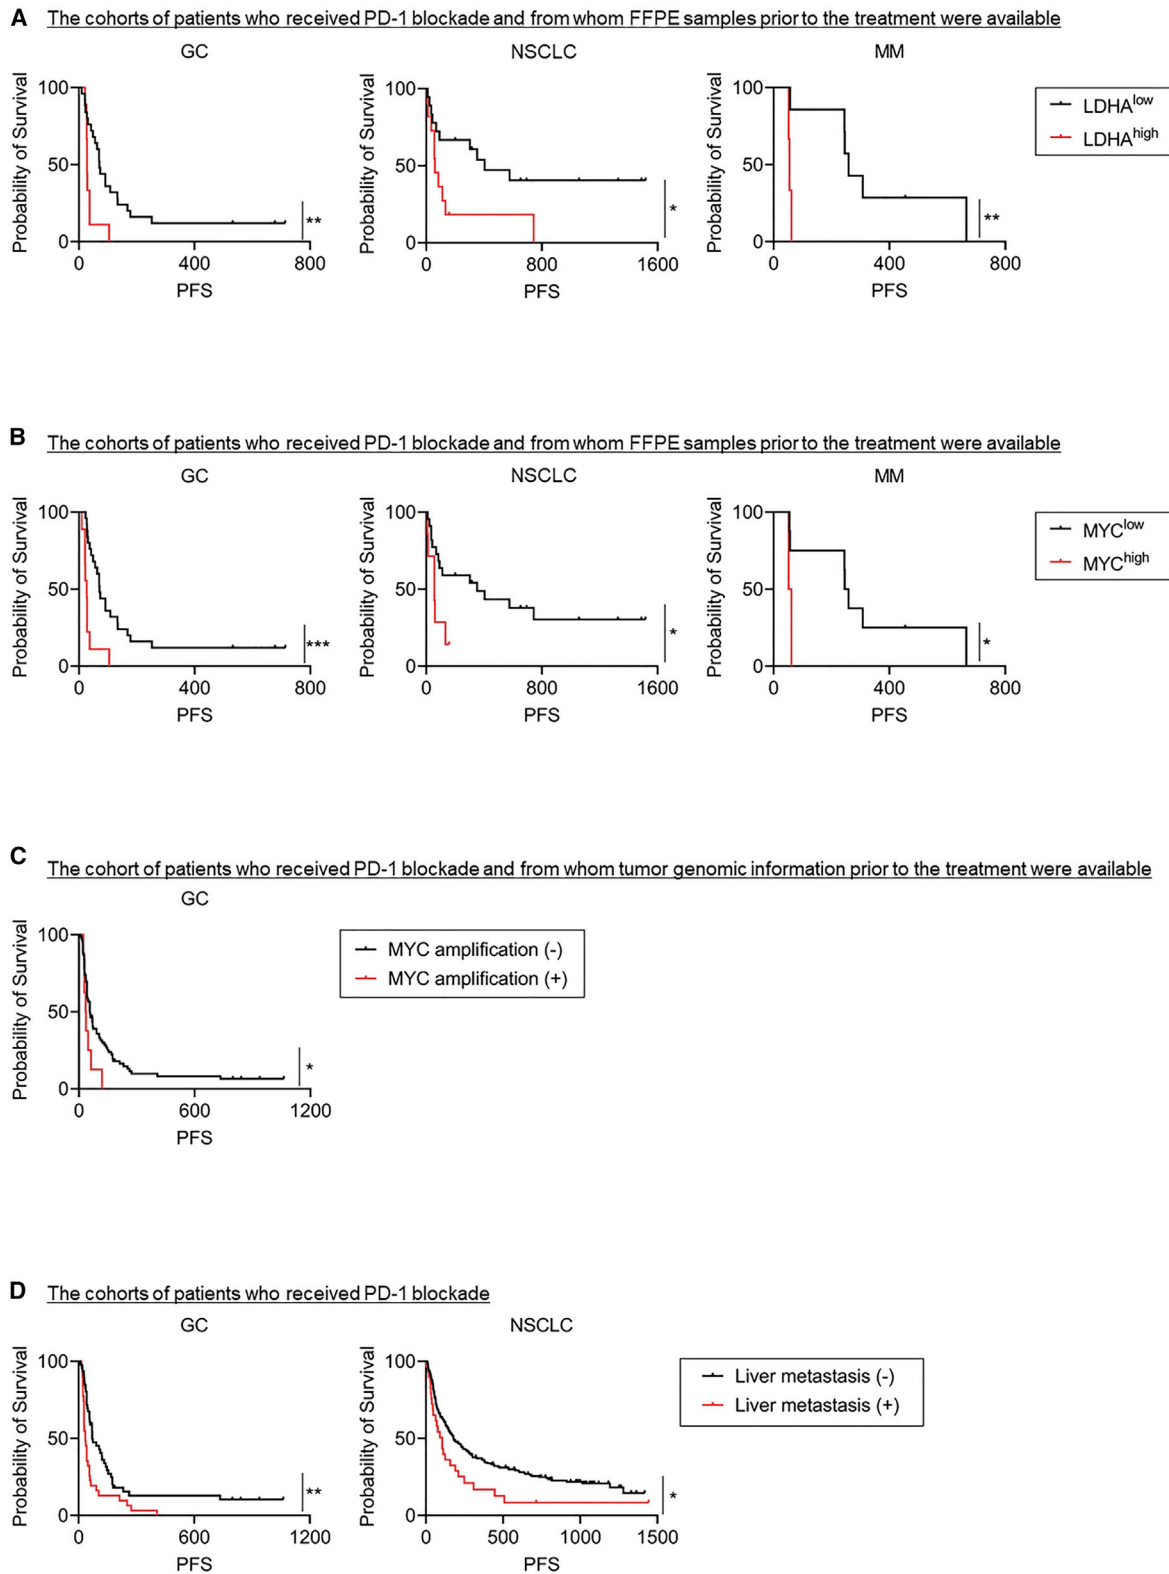 A The cohorts of patients who received PD-1 blockade and from whom FFPE samples prior to the treatment were available
GC NSCLC MM
Probability of Survival 100 50 0 0 400 800 PFS **
Probability of Survival 100 50 0 0 800 1600 PFS *
Probability of Survival 100 50 0 0 400 800 PFS **
LDHA^low
LDHA^high
B The cohorts of patients who received PD-1 blockade and from whom FFPE samples prior to the treatment were available
GC NSCLC MM
Probability of Survival 100 50 0 0 400 800 PFS ***
Probability of Survival 100 50 0 0 800 1600 PFS *
Probability of Survival 100 50 0 0 400 800 PFS *
MYC^low
MYC^high
C The cohort of patients who received PD-1 blockade and from whom tumor genomic information prior to the treatment were available
GC
Probability of Survival 100 50 0 0 600 1200 PFS *
MYC amplification (-)
MYC amplification (+)
D The cohorts of patients who received PD-1 blockade
GC NSCLC
Probability of Survival 100 50 0 0 600 1200 PFS **
Probability of Survival 100 50 0 0 500 1000 1500 PFS *
Liver metastasis (-)
Liver metastasis (+)